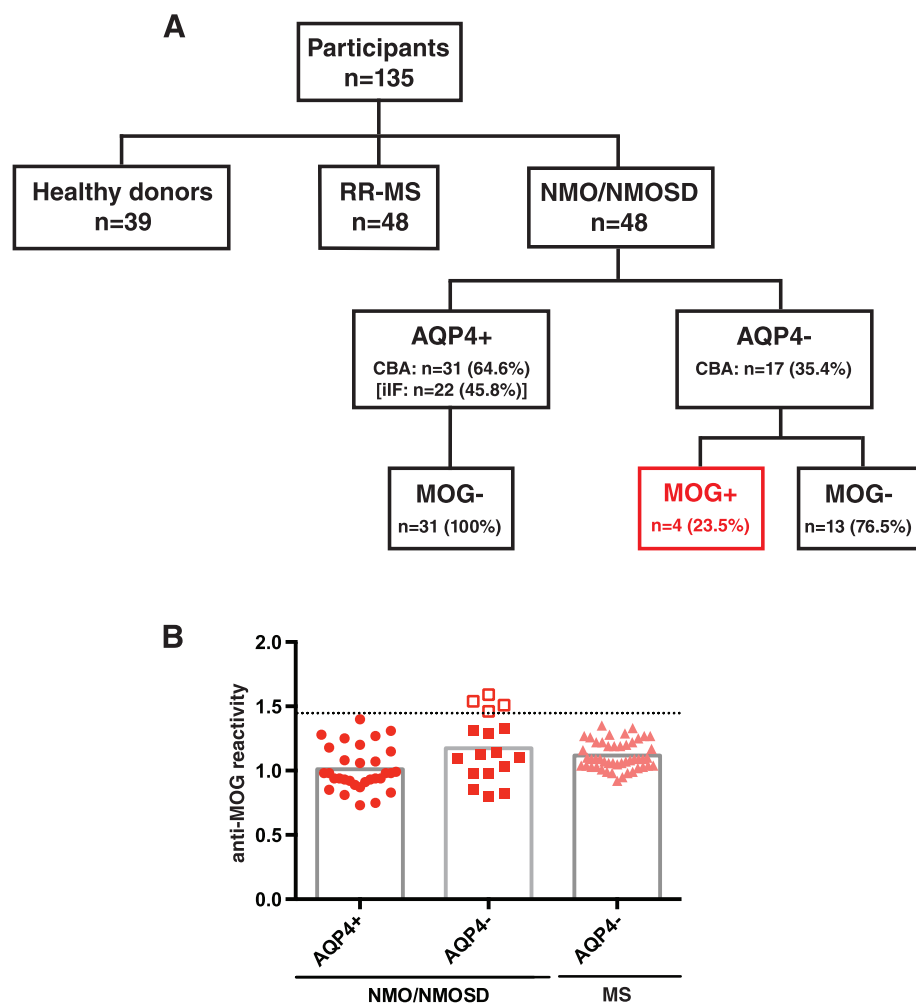 A
Participants
n=135
Healthy donors
n=39
RR-MS
n=48
NMO/NMOSD
n=48
AQP4+
CBA: n=31 (64.6%)
[iIF: n=22 (45.8%)]
AQP4-
CBA: n=17 (35.4%)
MOG-
n=31 (100%)
MOG+
n=4 (23.5%)
MOG-
n=13 (76.5%)
B
anti-MOG reactivity
2.0
1.5
1.0
0.5
0.0
AQP4+
AQP4-
AQP4-
NMO/NMOSD
MS